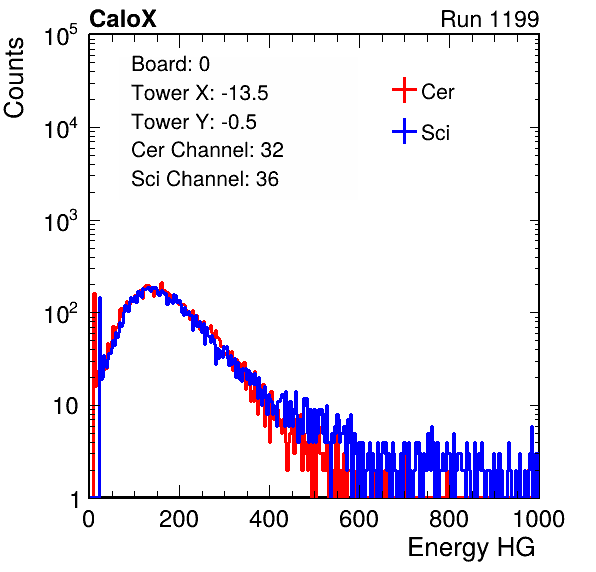 CaloX
Run 1199
Counts
Board: 0
Tower X: -13.5
Tower Y: -0.5
Cer Channel: 32
Sci Channel: 36
Cer
Sci
10^5
10^4
10^3
10^2
10
1
0 200 400 600 800 1000
Energy HG